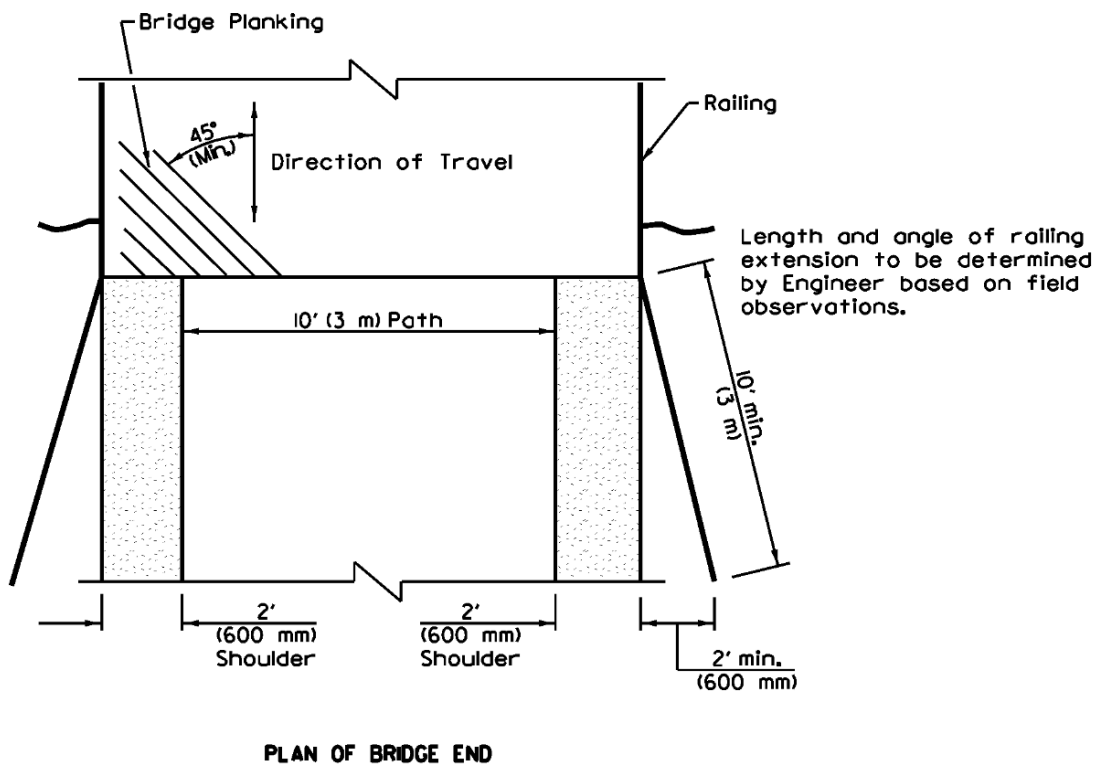 Bridge Planking
Railing
45°
(Min.)
Direction of Travel
Length and angle of railing
extension to be determined
by Engineer based on field
observations.
10' (3 m) Path
10' min.
(3 m)
2'
(600 mm)
Shoulder
2'
(600 mm)
Shoulder
2' min.
(600 mm)
PLAN OF BRIDGE END